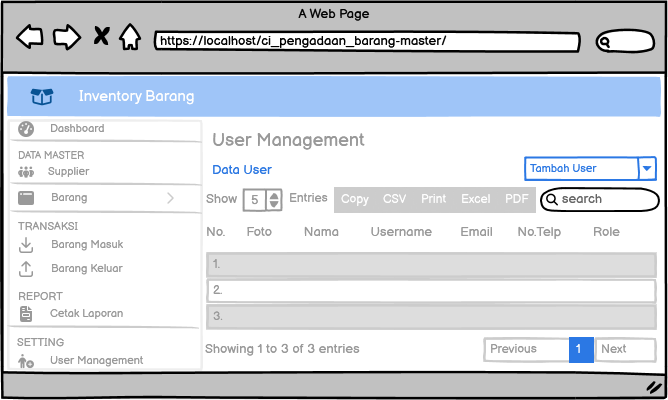 A Web Page
https://localhost/ci_pengadaan_barang-master/
Inventory Barang
Dashboard
DATA MASTER
Supplier
Barang
TRANSAKSI
Barang Masuk
Barang Keluar
REPORT
Cetak Laporan
SETTING
User Management
User Management
Data User
Tambah User
Show 5 Entries Copy CSV Print Excel PDF search
No. Foto Nama Username Email No.Telp Role
1.
2.
3.
Showing 1 to 3 of 3 entries Previous 1 Next